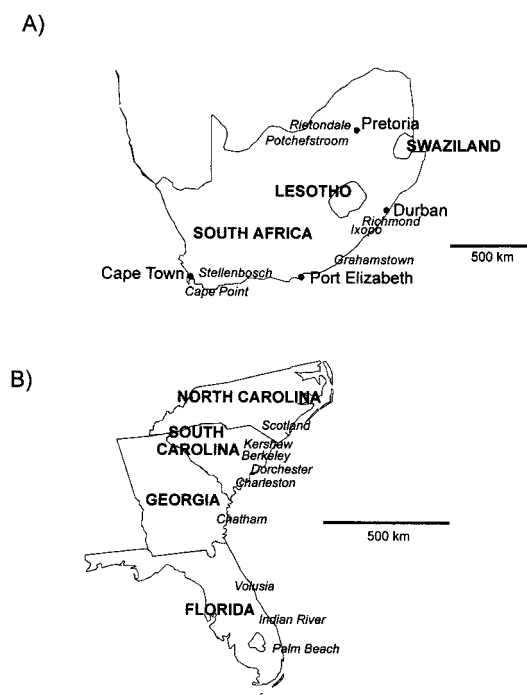 A)
Rietondale
Pretoria
Potchefstroom
SWAZILAND
LESOTHO
Durban
Richmond
Ixopo
SOUTH AFRICA
500 km
Grahamstown
Cape Town
Stellenbosch
Port Elizabeth
Cape Point
B)
NORTH CAROLINA
Scotland
SOUTH
CAROLINA
Kershaw
Berkeley
Dorchester
Charleston
GEORGIA
Chatham
500 km
Volusia
FLORIDA
Indian River
Palm Beach